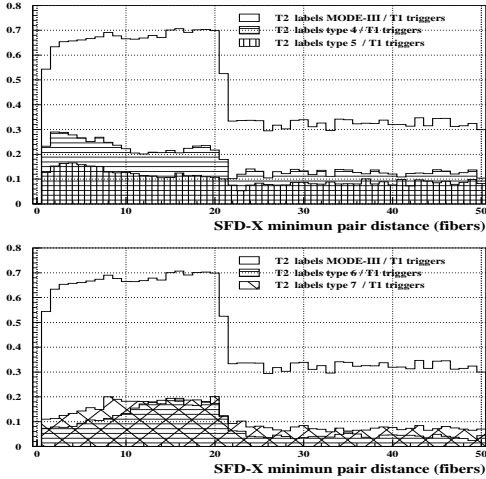 0.8
T2 labels MODE-III / T1 triggers
T2 labels type 4 / T1 triggers
T2 labels type 5 / T1 triggers
0.7
0.6
0.5
0.4
0.3
0.2
0.1
0
0 10 20 30 40 50
SFD-X minimun pair distance (fibers)
0.8
T2 labels MODE-III / T1 triggers
T2 labels type 6 / T1 triggers
T2 labels type 7 / T1 triggers
0.7
0.6
0.5
0.4
0.3
0.2
0.1
0
0 10 20 30 40 50
SFD-X minimun pair distance (fibers)